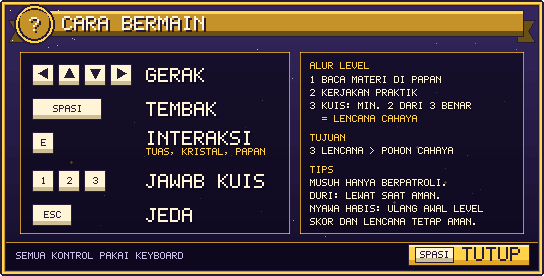 ? CARA BERMAIN
◀ ▲ ▼ ▶ GERAK
SPASI TEMBAK
E INTERAKSI
TUAS, KRISTAL, PAPAN
1 2 3 JAWAB KUIS
ESC JEDA
ALUR LEVEL
1 BACA MATERI DI PAPAN
2 KERJAKAN PRAKTIK
3 KUIS: MIN. 2 DARI 3 BENAR
= LENCANA CAHAYA
TUJUAN
3 LENCANA > POHON CAHAYA
TIPS
MUSUH HANYA BERPATROLI.
DURI: LEWAT SAAT AMAN.
NYAWA HABIS: ULANG AWAL LEVEL
SKOR DAN LENCANA TETAP AMAN.
SEMUA KONTROL PAKAI KEYBOARD
SPASI TUTUP